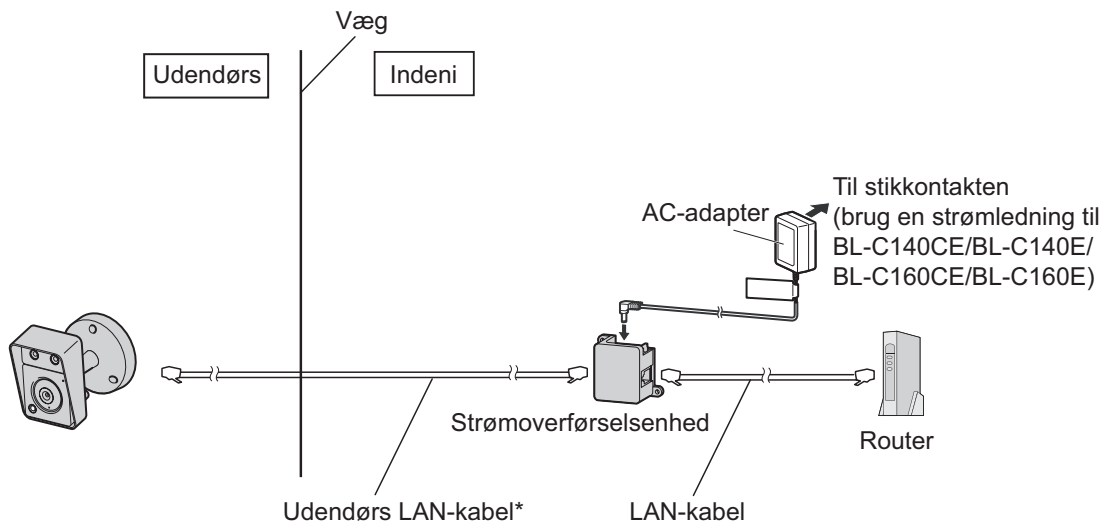 Væg
Udendørs
Indeni
AC-adapter
Til stikkontakten
(brug en strømledning til
BL-C140CE/BL-C140E/
BL-C160CE/BL-C160E)
Strømoverførselsenhed
Router
Udendørs LAN-kabel*
LAN-kabel